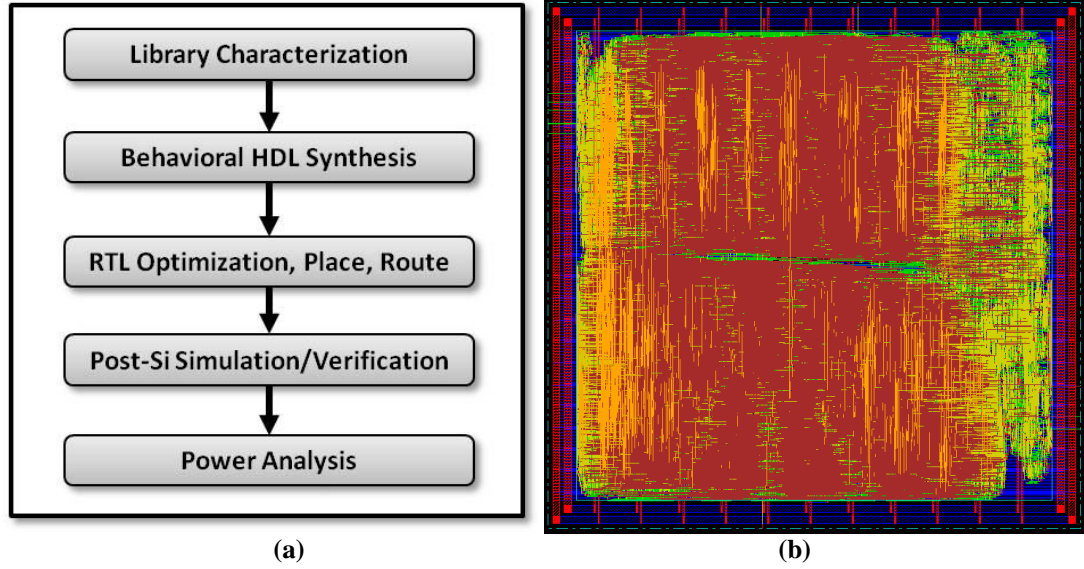 Library Characterization
Behavioral HDL Synthesis
RTL Optimization, Place, Route
Post-Si Simulation/Verification
Power Analysis
(a)
(b)